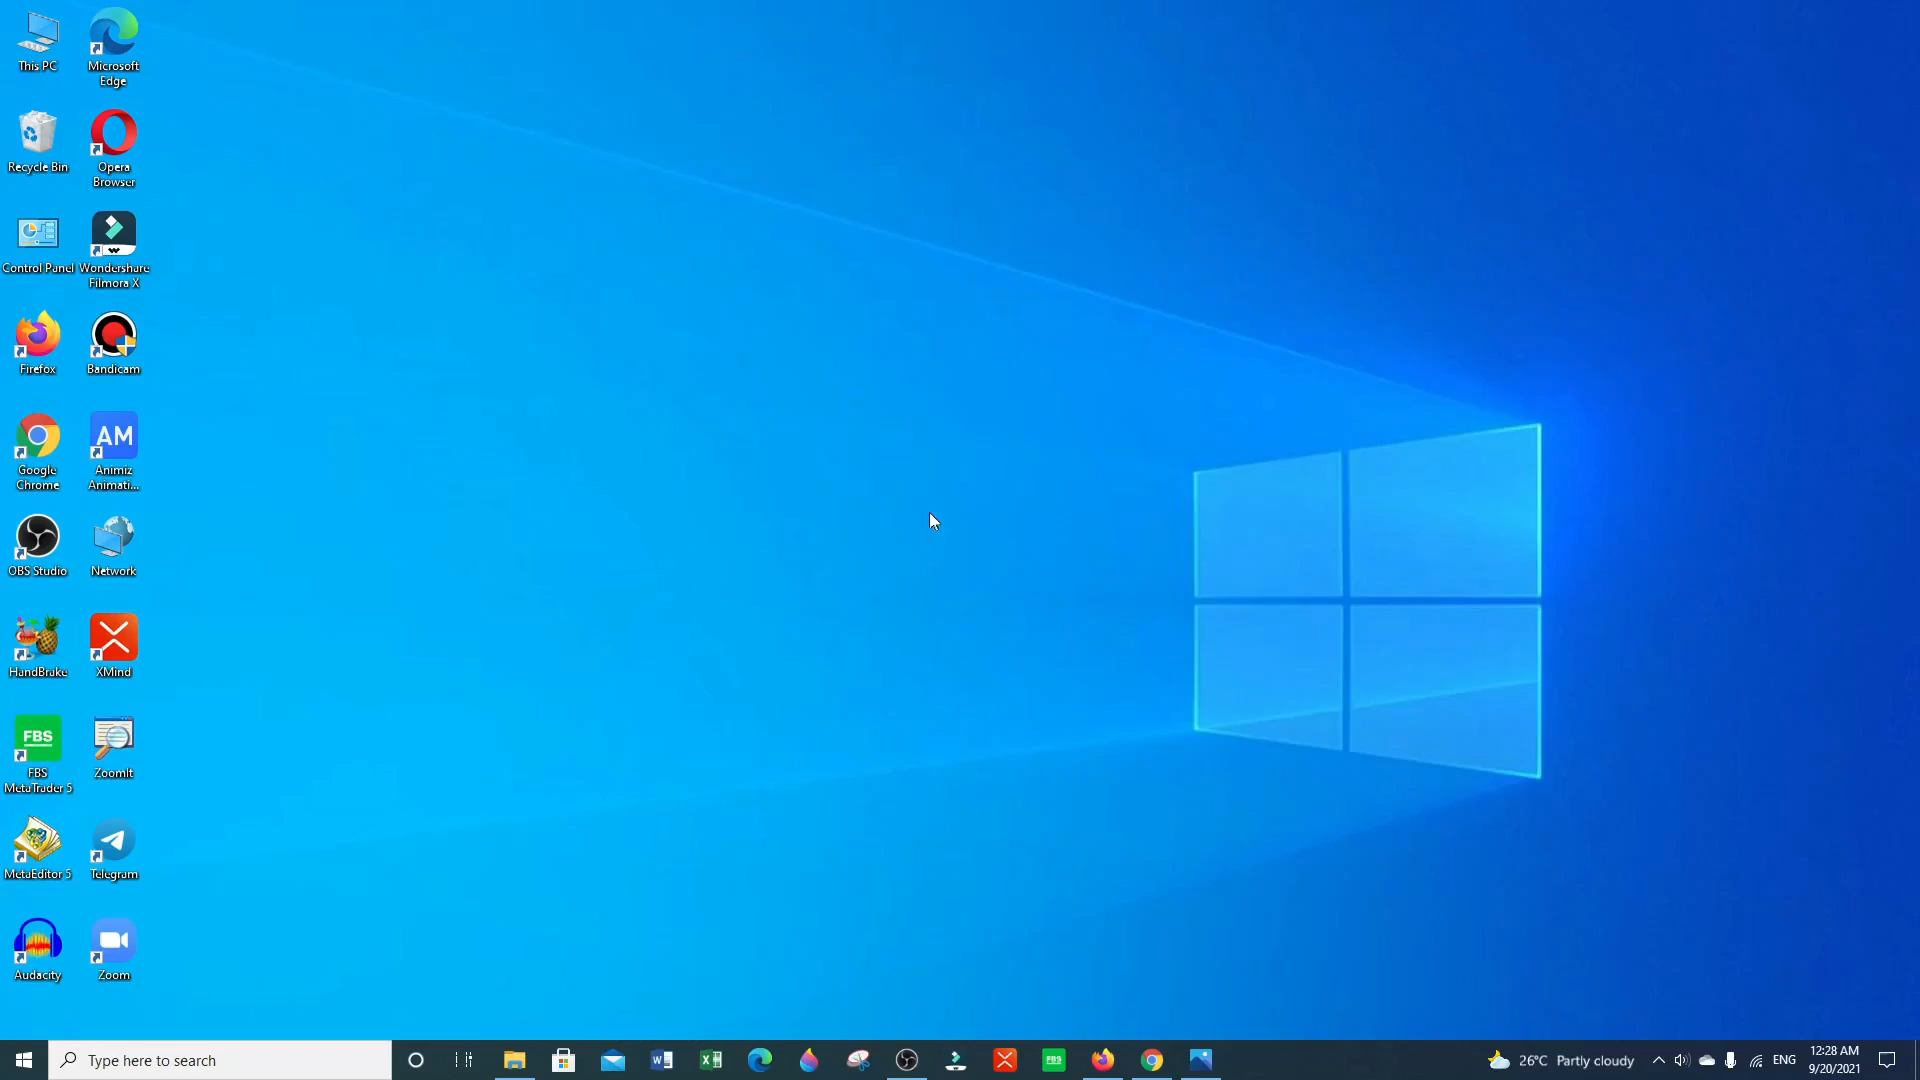 This PC
Microsoft
Edge
Recycle Bin
Opera
Browser
Control Panel
Wondershare
Filmora X
Firefox
Bandicam
Google
Chrome
AM
Animiz
Animati...
OBS Studio
Network
HandBrake
XMind
FBS
FBS
MetaTrader 5
ZoomIt
MetaEditor 5
Telegram
Audacity
Zoom
Type here to search
FBS
26°C Partly cloudy
ENG
12:28 AM
9/20/2021